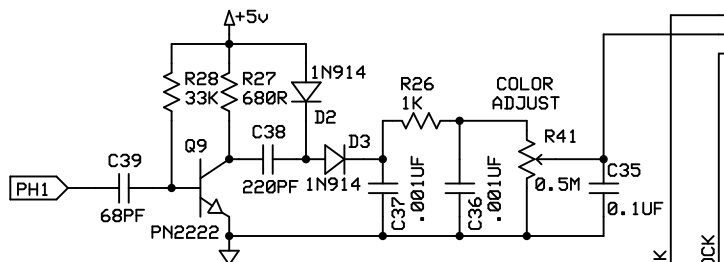 +5v
1N914
R28
33K
R27
680R
D2
R26
1K
COLOR
ADJUST
C39
Q9
C38
D3
R41
C35
PH1
68PF
220PF
1N914
C37
.001UF
C36
.001UF
0.5M
0.1UF
PN2222
OCK